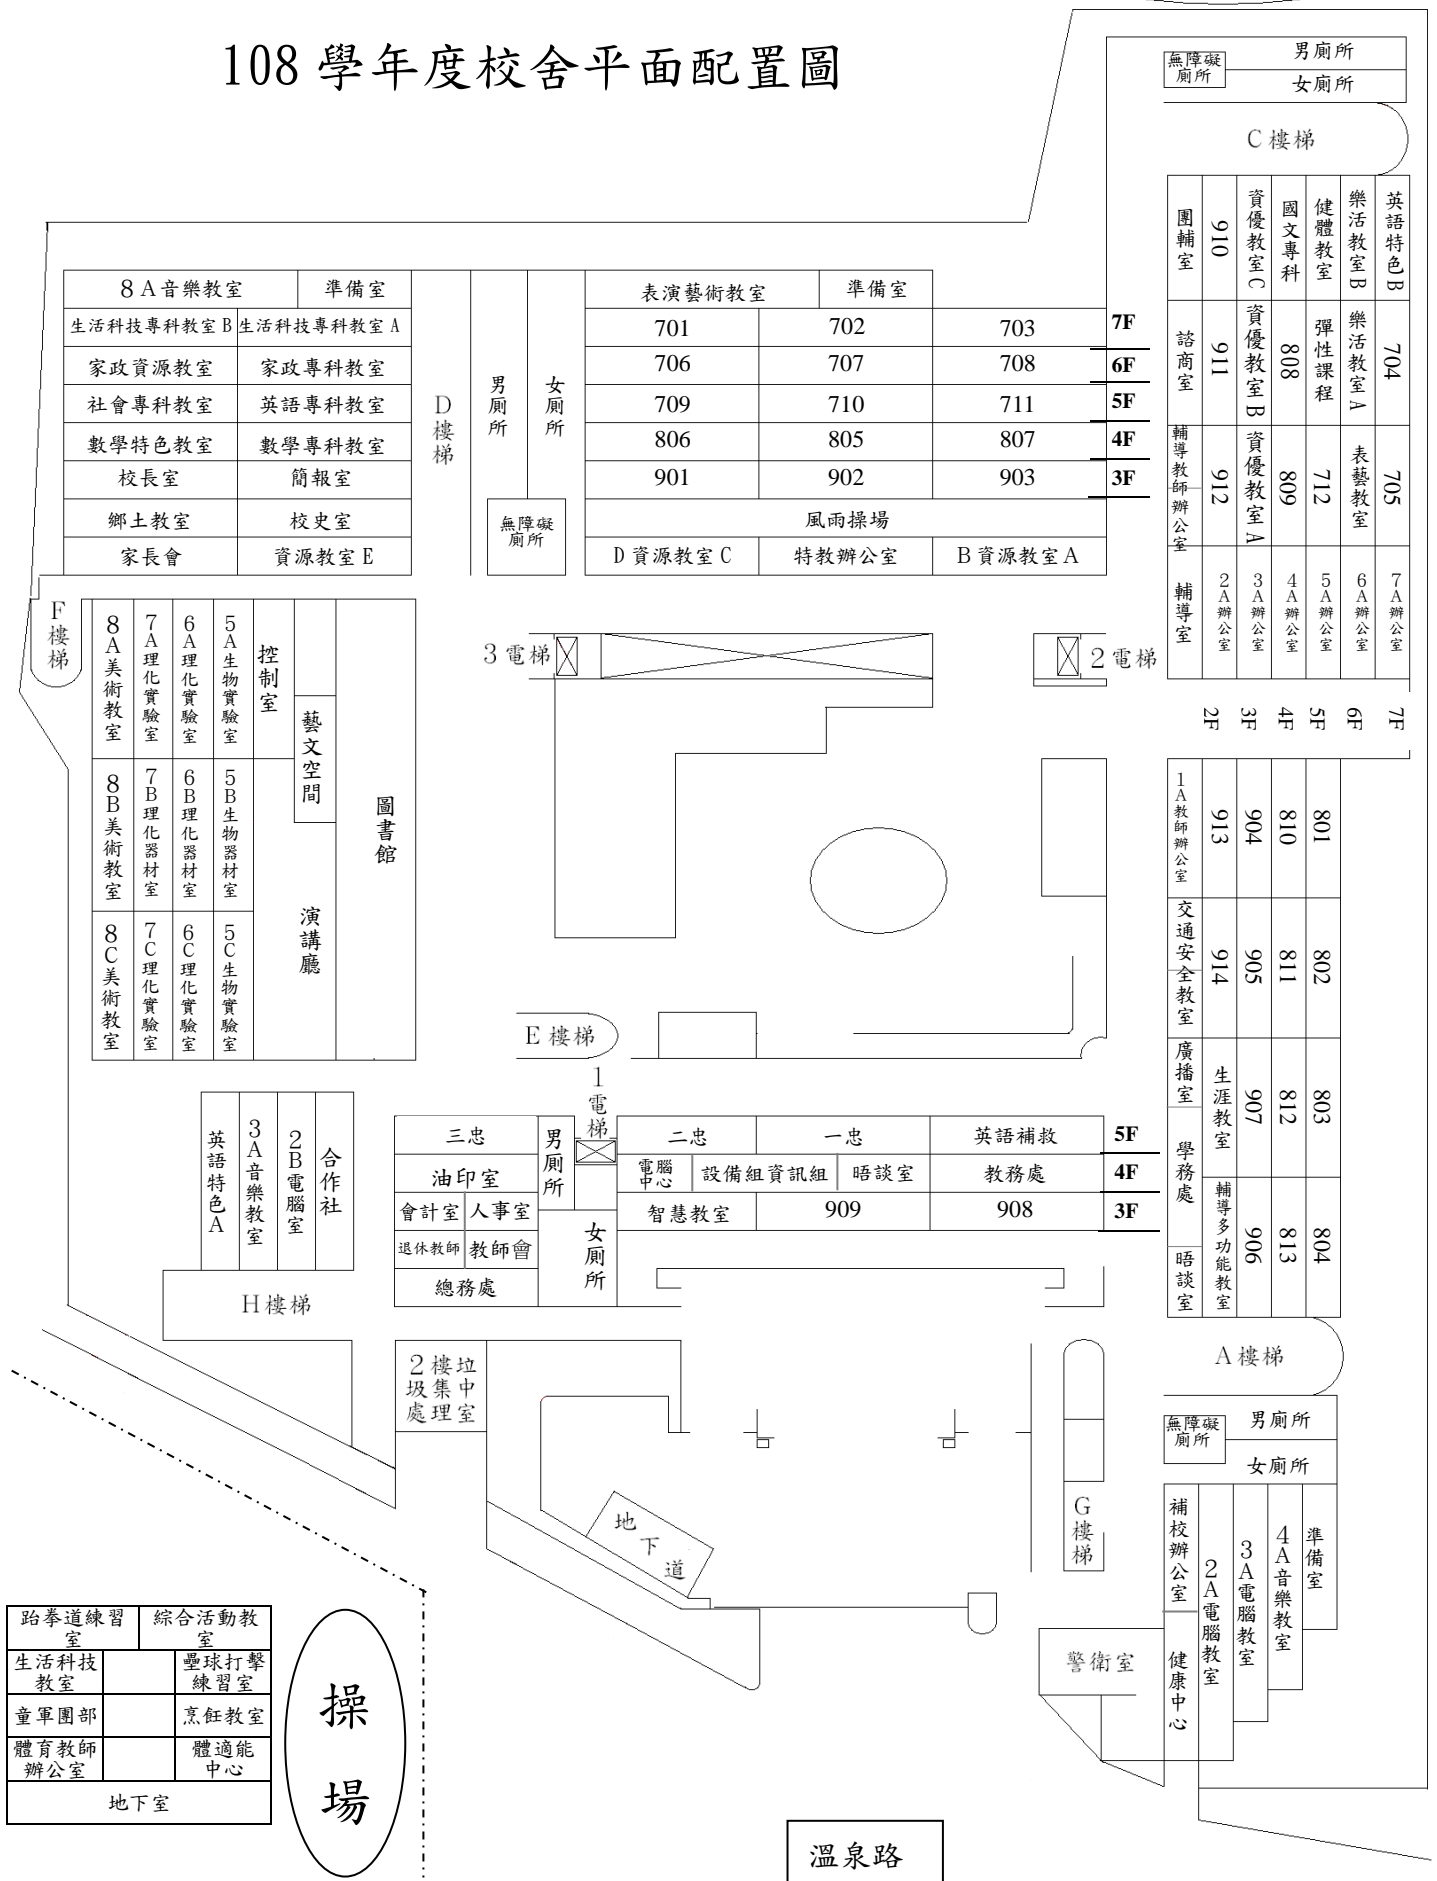 108 學年度校舍平面配置圖
無障礙
廁所
男廁所
女廁所
C樓梯
團輔室
910
資優教室C
國文專科
健體教室
樂活教室B
英語特色B
諮商室
911
資優教室B
808
彈性課程
樂活教室A
704
輔導教師辦公室
912
資優教室A
809
712
表藝教室
705
輔導室
2A辦公室
3A辦公室
4A辦公室
5A辦公室
6A辦公室
7A辦公室
2F
3F
4F
5F
6F
7F
8A音樂教室
準備室
生活科技專科教室B
生活科技專科教室A
家政資源教室
家政專科教室
社會專科教室
英語專科教室
數學特色教室
數學專科教室
校長室
簡報室
鄉土教室
校史室
家長會
資源教室E
D樓梯
男廁所
女廁所
無障礙
廁所
表演藝術教室
準備室
701
702
703
7F
706
707
708
6F
709
710
711
5F
806
805
807
4F
901
902
903
3F
風雨操場
D資源教室C
特教辦公室
B資源教室A
F樓梯
8A美術教室
7A理化實驗室
6A理化實驗室
5A生物實驗室
控制室
藝文空間
圖書館
8B美術教室
7B理化器材室
6B理化器材室
5B生物器材室
演講廳
8C美術教室
7C理化實驗室
6C理化實驗室
5C生物實驗室
3電梯
2電梯
1A教師辦公室
913
904
810
801
交通安全教室
914
905
811
802
廣播室
生涯教室
907
812
803
學務處
晤談室
輔導多功能教室
906
813
804
E樓梯
1電梯
英語特色A
3A音樂教室
2B電腦室
合作社
H樓梯
三忠
油印室
會計室
人事室
退休教師
教師會
總務處
男廁所
女廁所
二忠
一忠
英語補救
5F
電腦
中心
設備組資訊組
晤談室
教務處
4F
智慧教室
909
908
3F
2樓垃
圾集中
處理室
A樓梯
無障礙
廁所
男廁所
女廁所
G樓梯
地下道
補校辦公室
健康中心
2A電腦教室
3A電腦教室
4A音樂教室
準備室
警衛室
跆拳道練習
室
綜合活動教
室
生活科技
教室
壘球打擊
練習室
童軍團部
烹飪教室
體育教師
辦公室
體適能
中心
地下室
操場
溫泉路